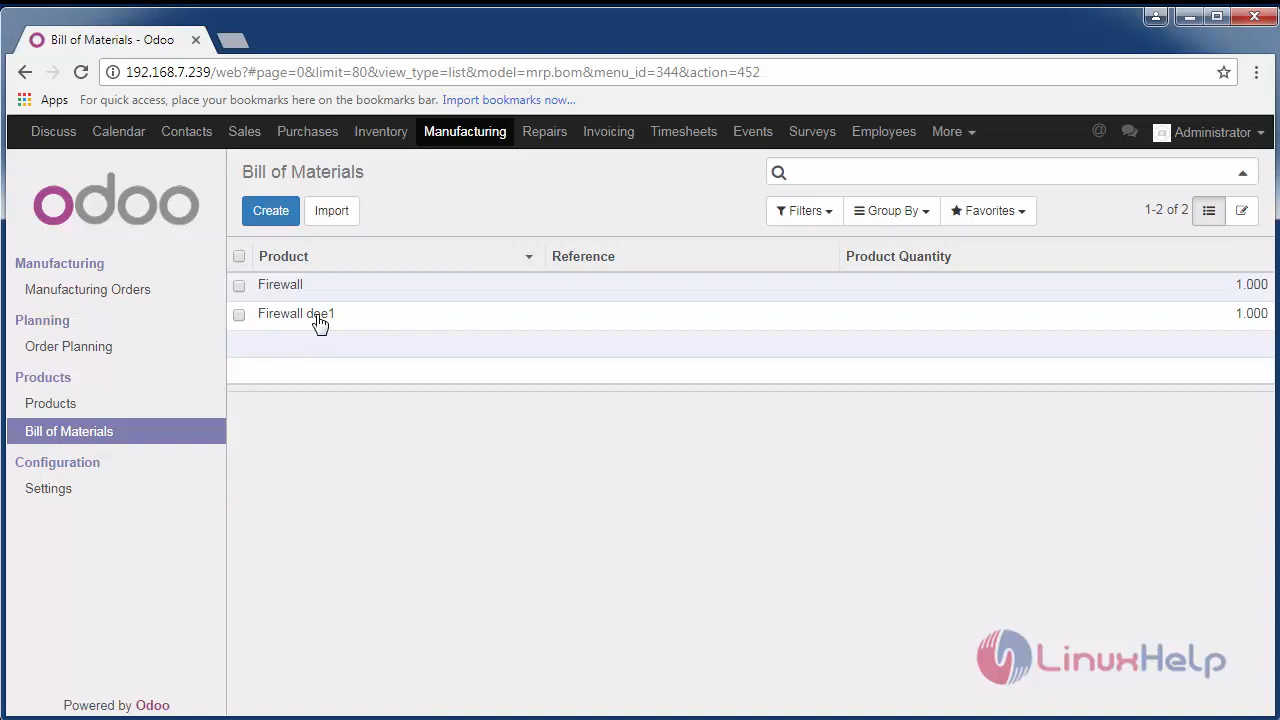 Bill of Materials - Odoo
192.168.7.239/web?#page=0&limit=80&view_type=list&model=mrp.bom&menu_id=344&action=452
Apps For quick access, place your bookmarks here on the bookmarks bar. Import bookmarks now...
Discuss Calendar Contacts Sales Purchases Inventory Manufacturing Repairs Invoicing Timesheets Events Surveys Employees More @ Administrator
odoo
Manufacturing
Manufacturing Orders
Planning
Order Planning
Products
Products
Bill of Materials
Configuration
Settings
Powered by Odoo
Bill of Materials
Create Import Filters Group By Favorites 1-2 of 2
Product Reference Product Quantity
Firewall 1.000
Firewall 1.000
LinuxHelp